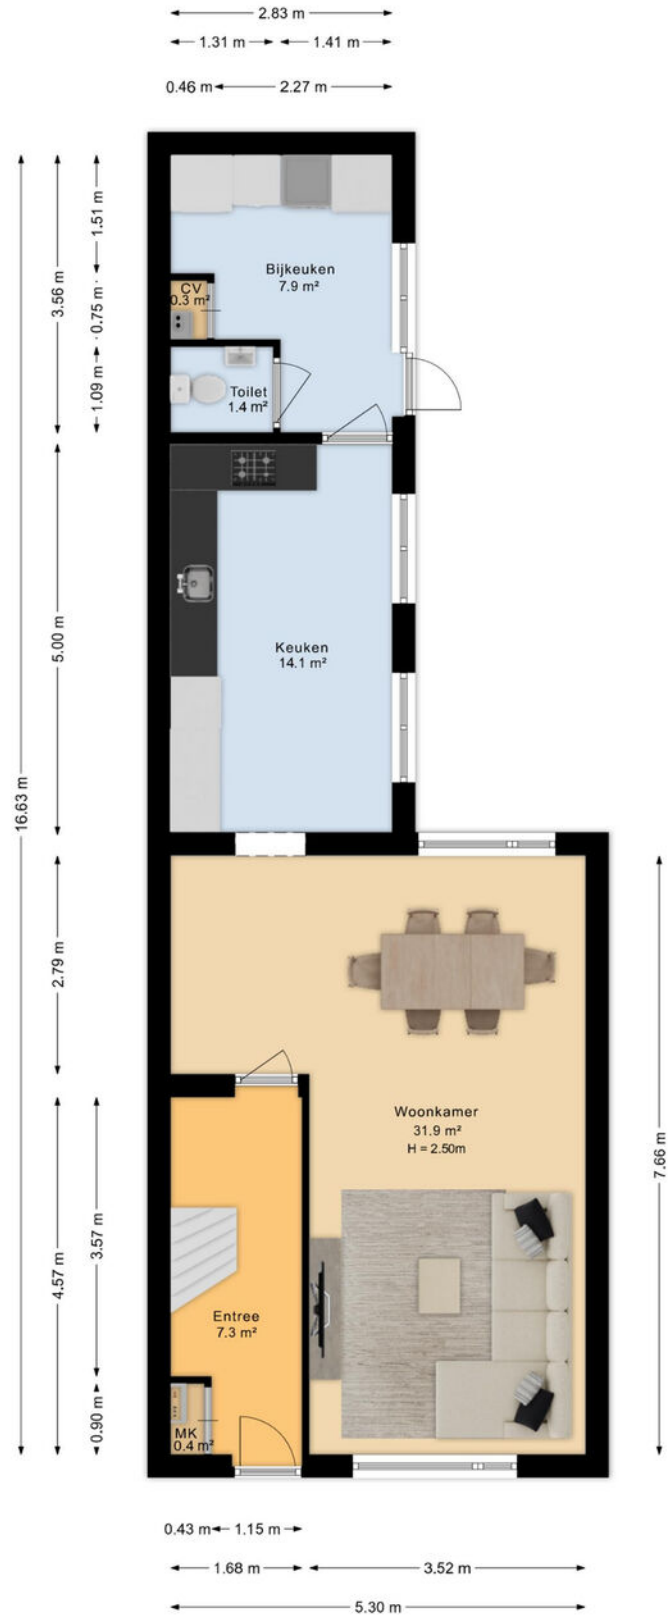 2.83 m
1.31 m
1.41 m
0.46 m
2.27 m
16.63 m
3.56 m
1.51 m
0.75 m
1.09 m
Bijkeuken
7.9 m²
CV
0.3 m²
Toilet
1.4 m²
5.00 m
Keuken
14.1 m²
2.79 m
Woonkamer
31.9 m²
H = 2.50m
7.66 m
4.57 m
3.57 m
0.90 m
Entree
7.3 m²
MK
0.4 m²
0.43 m
1.15 m
1.68 m
3.52 m
5.30 m